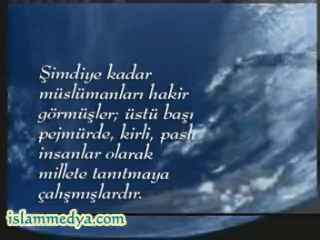 Şimdiye kadar
müslümanları hakir
görmüşler; üstü başı
pejmürde, kirli, paslı
insanlar olarak
millete tanıtmaya
çalışmışlardır.
islammedya.com